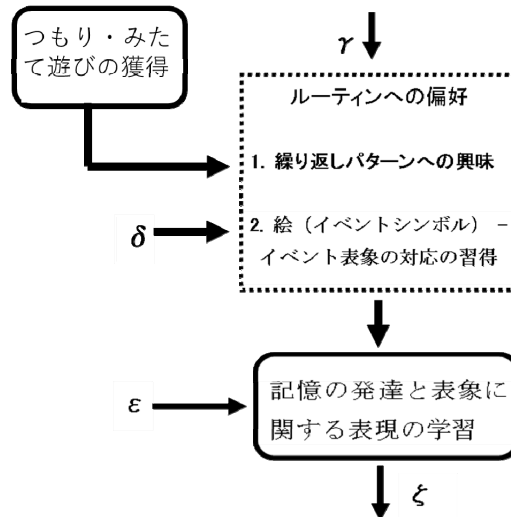 つもり・みた
て遊びの獲得
γ
ルーティンへの偏好
1. 繰り返しパターンへの興味
δ
2. 絵（イベントシンボル）－
イベント表象の対応の習得
ε
記憶の発達と表象に
関する表現の学習
ξ